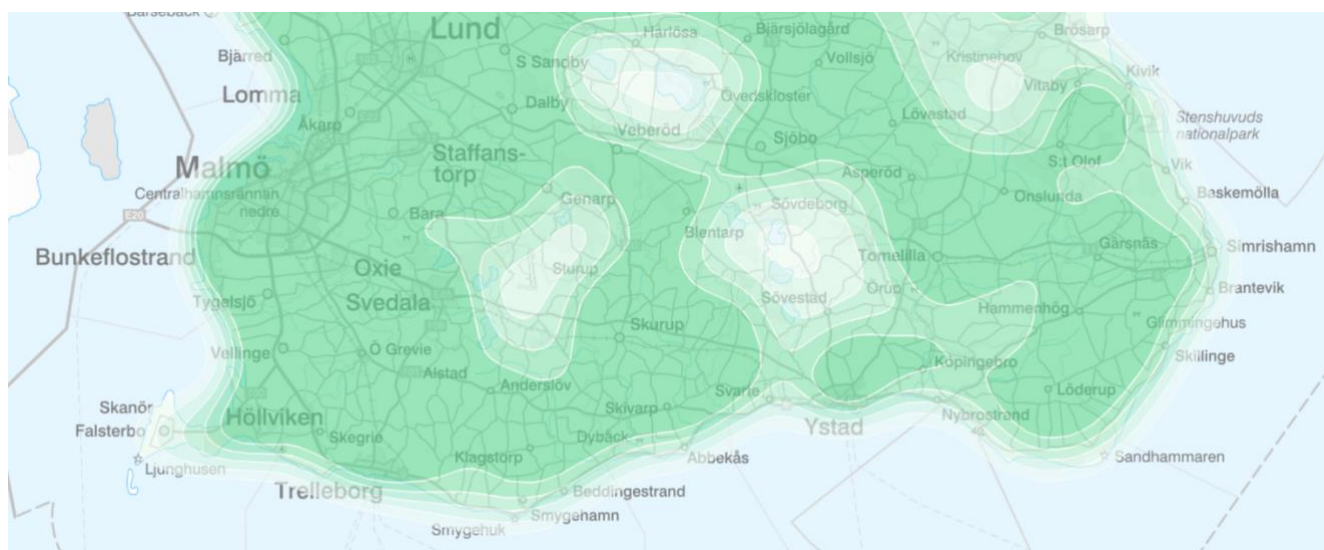 Barsebäck
Lund
Hårlösa
Bjärsjölagård
Brösarp
Bjärred
S Sandby
Vollsjö
Kristinehov
Kivik
Lomma
Dalby
Övedskloster
Vitaby
Åkarp
Veberöd
Lövastad
Stenshuvuds
nationalpark
Sjöbo
Malmö
Staffans-
torp
Asperöd
S:t Olof
Vik
Centralhamnsrännan
nedre
Genarp
Sövdeborg
Onslunda
Baskemölla
E20
Bara
Blentarp
Bunkeflostrand
Oxie
Sturup
Tomelilla
Gärsnäs
Simrishamn
Tygelsjö
Svedala
Sövestad
Örup
Hammenhög
Brantevik
Skurup
Glimmingehus
Vellinge
Ö Grevie
Köpingebro
Skillinge
Alstad
Anderslöv
Svarte
Löderup
Skanör
Höllviken
Skivarp
Nybrostrand
Falsterbo
Skegrie
Dybäck
Ystad
Ljunghusen
Klagstorp
Abbekås
Sandhammaren
Trelleborg
Beddingestrand
Smygehamn
Smygehuk